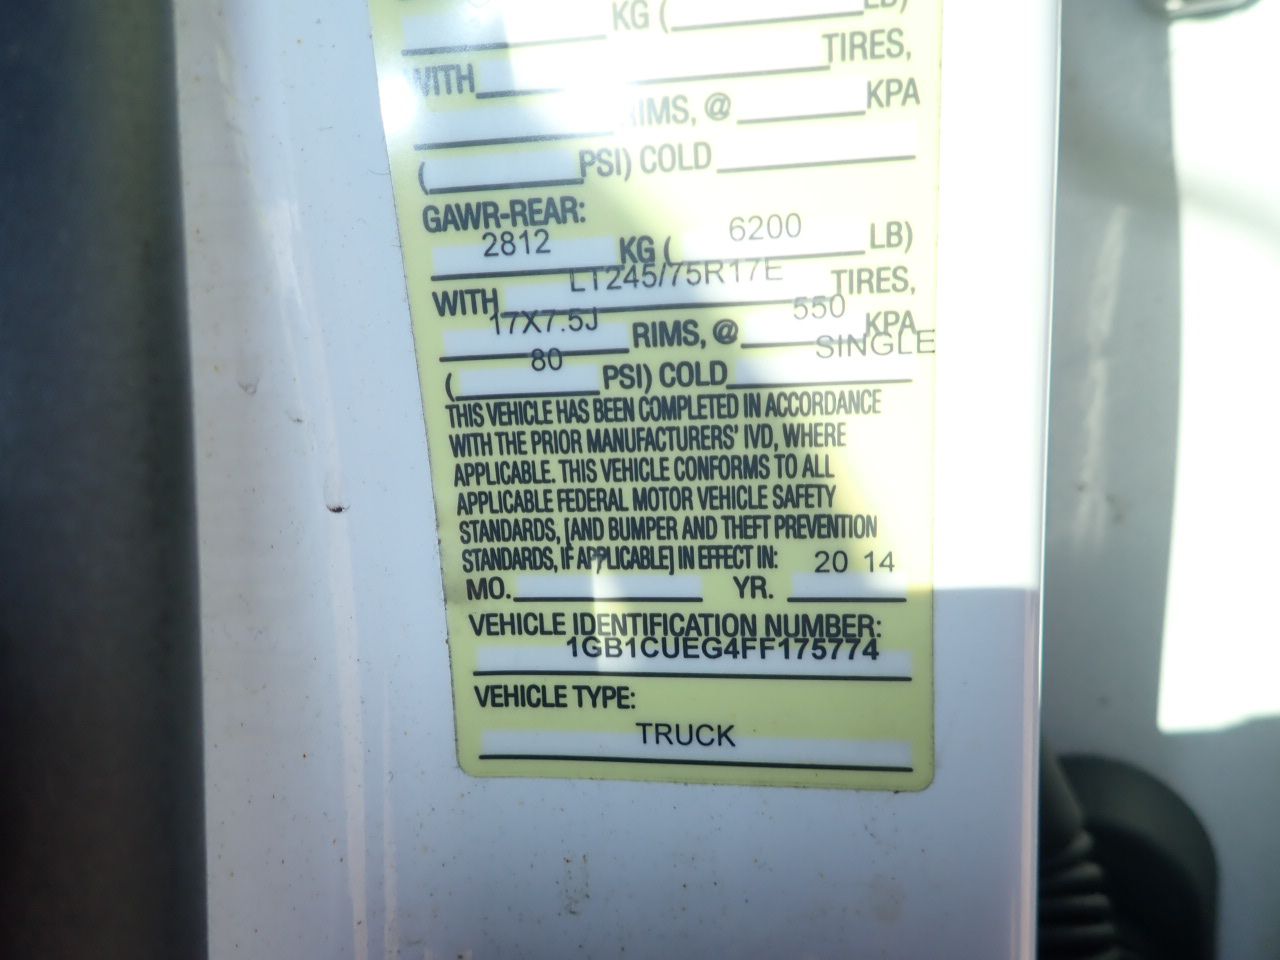 KG ( LB)
WITH TIRES,
RIMS, @ KPA
( PSI) COLD
GAWR-REAR:
2812 KG ( 6200 LB)
WITH LT245/75R17E TIRES,
17X7.5J RIMS, @ 550 KPA
( 80 PSI) COLD SINGLE
THIS VEHICLE HAS BEEN COMPLETED IN ACCORDANCE
WITH THE PRIOR MANUFACTURERS' IVD, WHERE
APPLICABLE. THIS VEHICLE CONFORMS TO ALL
APPLICABLE FEDERAL MOTOR VEHICLE SAFETY
STANDARDS, [AND BUMPER AND THEFT PREVENTION
STANDARDS, IF APPLICABLE] IN EFFECT IN:
MO. YR. 20 14
VEHICLE IDENTIFICATION NUMBER:
1GB1CUEG4FF175774
VEHICLE TYPE:
TRUCK